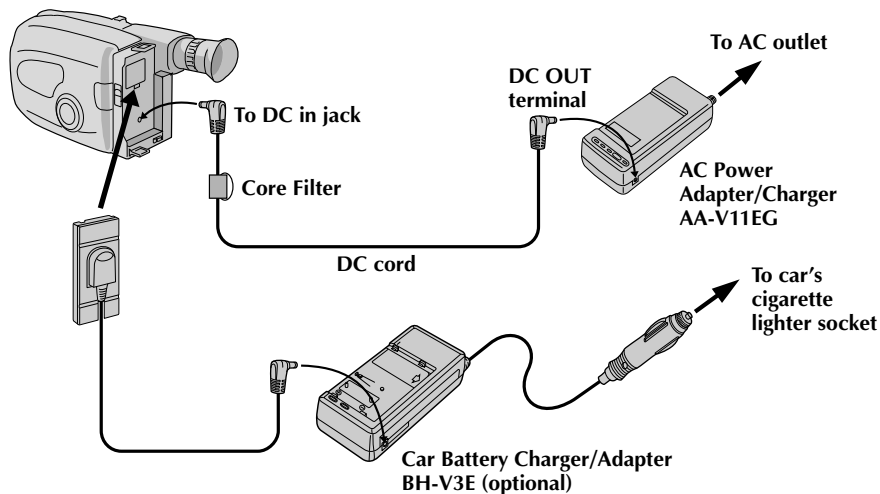 To AC outlet
DC OUT
terminal
To DC in jack
AC Power
Adapter/Charger
AA-V11EG
Core Filter
DC cord
To car's
cigarette
lighter socket
Car Battery Charger/Adapter
BH-V3E (optional)